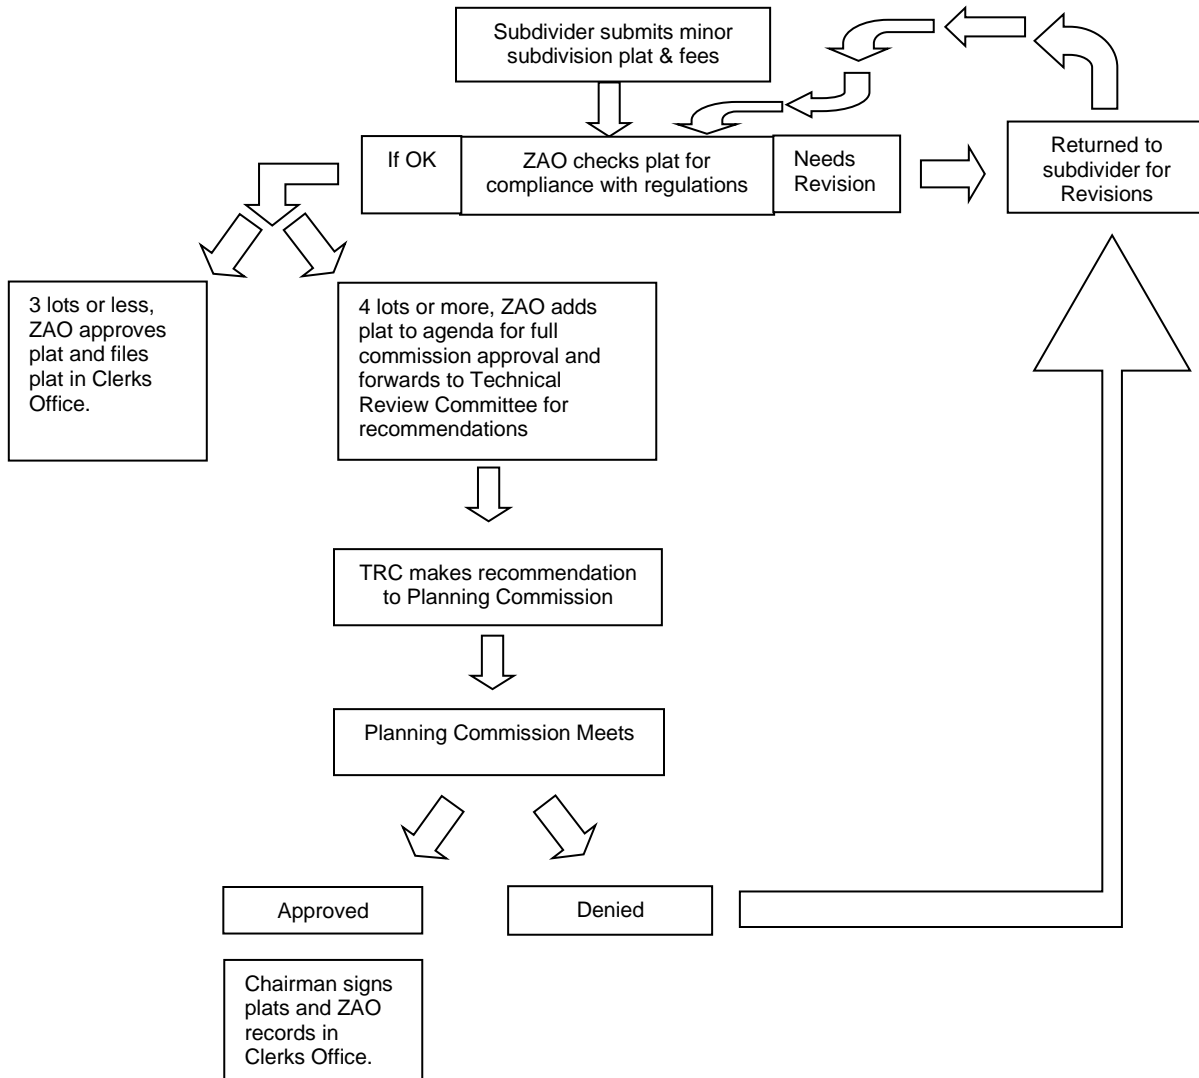 Subdivider submits minor
subdivision plat & fees
If OK
ZAO checks plat for
compliance with regulations
Needs
Revision
Returned to
subdivider for
Revisions
3 lots or less,
ZAO approves
plat and files
plat in Clerks
Office.
4 lots or more, ZAO adds
plat to agenda for full
commission approval and
forwards to Technical
Review Committee for
recommendations
TRC makes recommendation
to Planning Commission
Planning Commission Meets
Approved
Denied
Chairman signs
plats and ZAO
records in
Clerks Office.